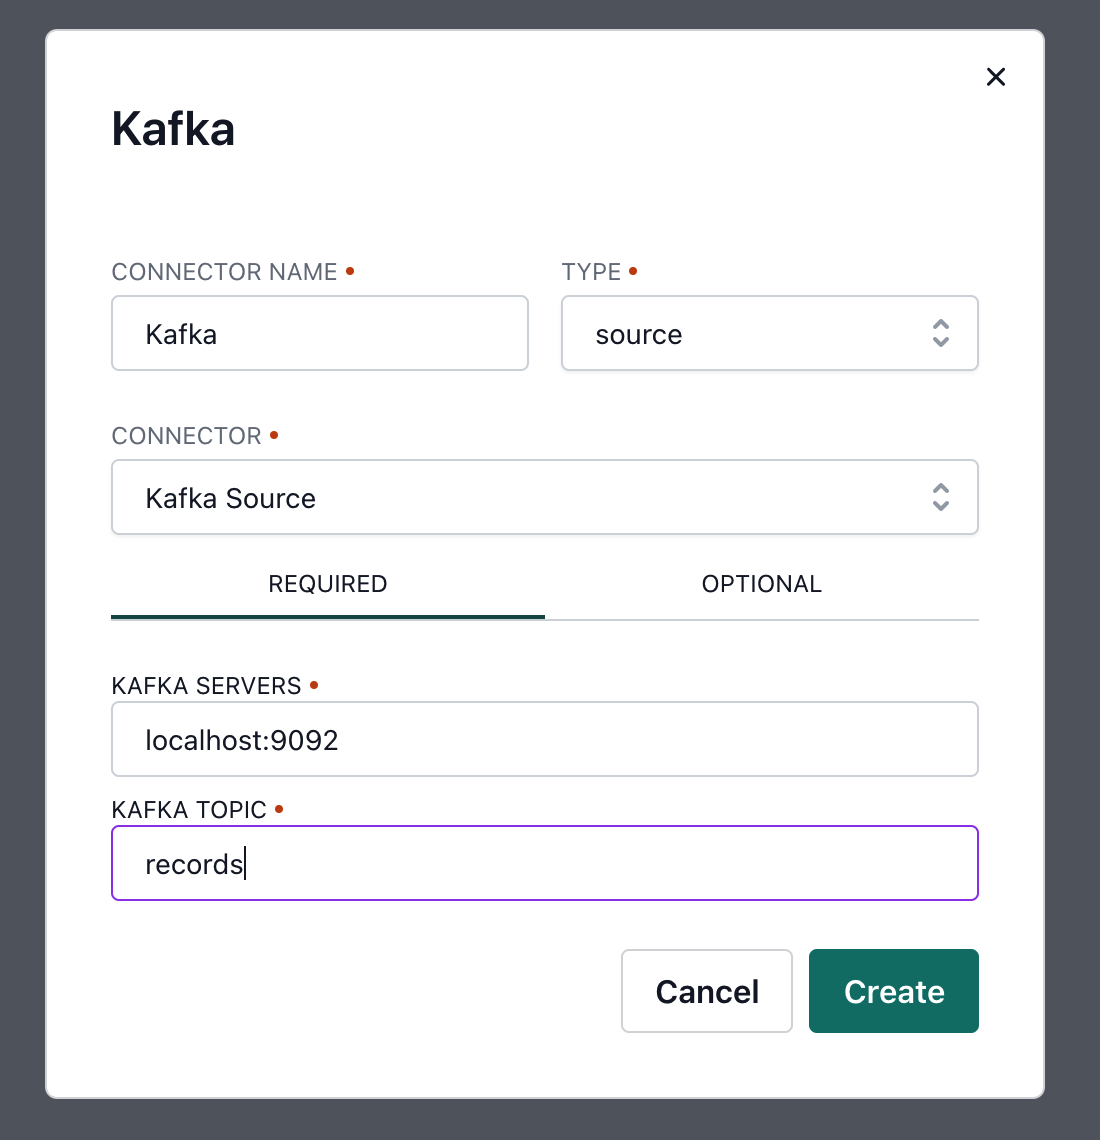 Kafka
CONNECTOR NAME
TYPE
Kafka
source
CONNECTOR
Kafka Source
REQUIRED
OPTIONAL
KAFKA SERVERS
localhost:9092
KAFKA TOPIC
records
Cancel
Create